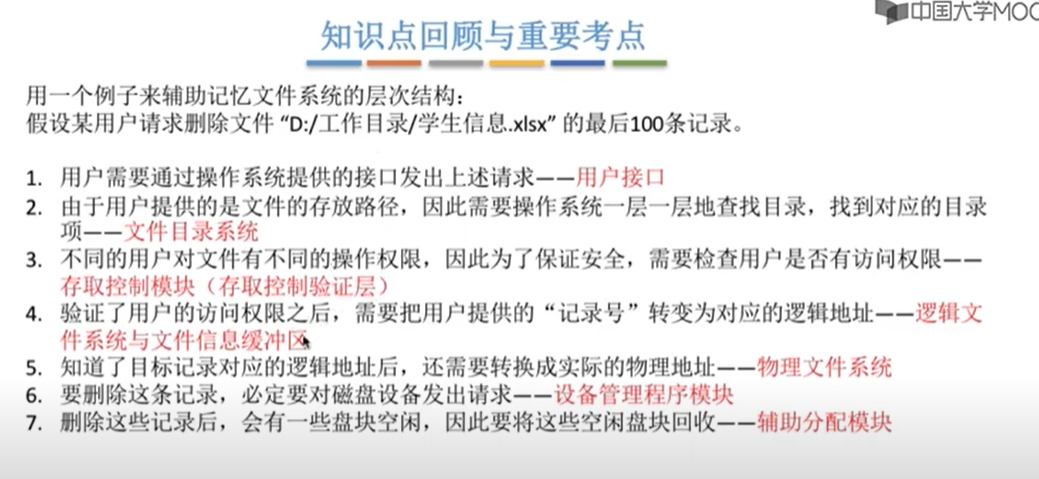 中国大学MOC
知识点回顾与重要考点
用一个例子来辅助记忆文件系统的层次结构：
假设某用户请求删除文件 “D:/工作目录/学生信息.xlsx” 的最后100条记录。
1. 用户需要通过操作系统提供的接口发出上述请求——用户接口
2. 由于用户提供的是文件的存放路径，因此需要操作系统一层一层地查找目录，找到对应的目录
项——文件目录系统
3. 不同的用户对文件有不同的操作权限，因此为了保证安全，需要检查用户是否有访问权限——
存取控制模块（存取控制验证层）
4. 验证了用户的访问权限之后，需要把用户提供的“记录号”转变为对应的逻辑地址——逻辑文
件系统与文件信息缓冲区
5. 知道了目标记录对应的逻辑地址后，还需要转换成实际的物理地址——物理文件系统
6. 要删除这条记录，必定要对磁盘设备发出请求——设备管理程序模块
7. 删除这些记录后，会有一些盘块空闲，因此要将这些空闲盘块回收——辅助分配模块